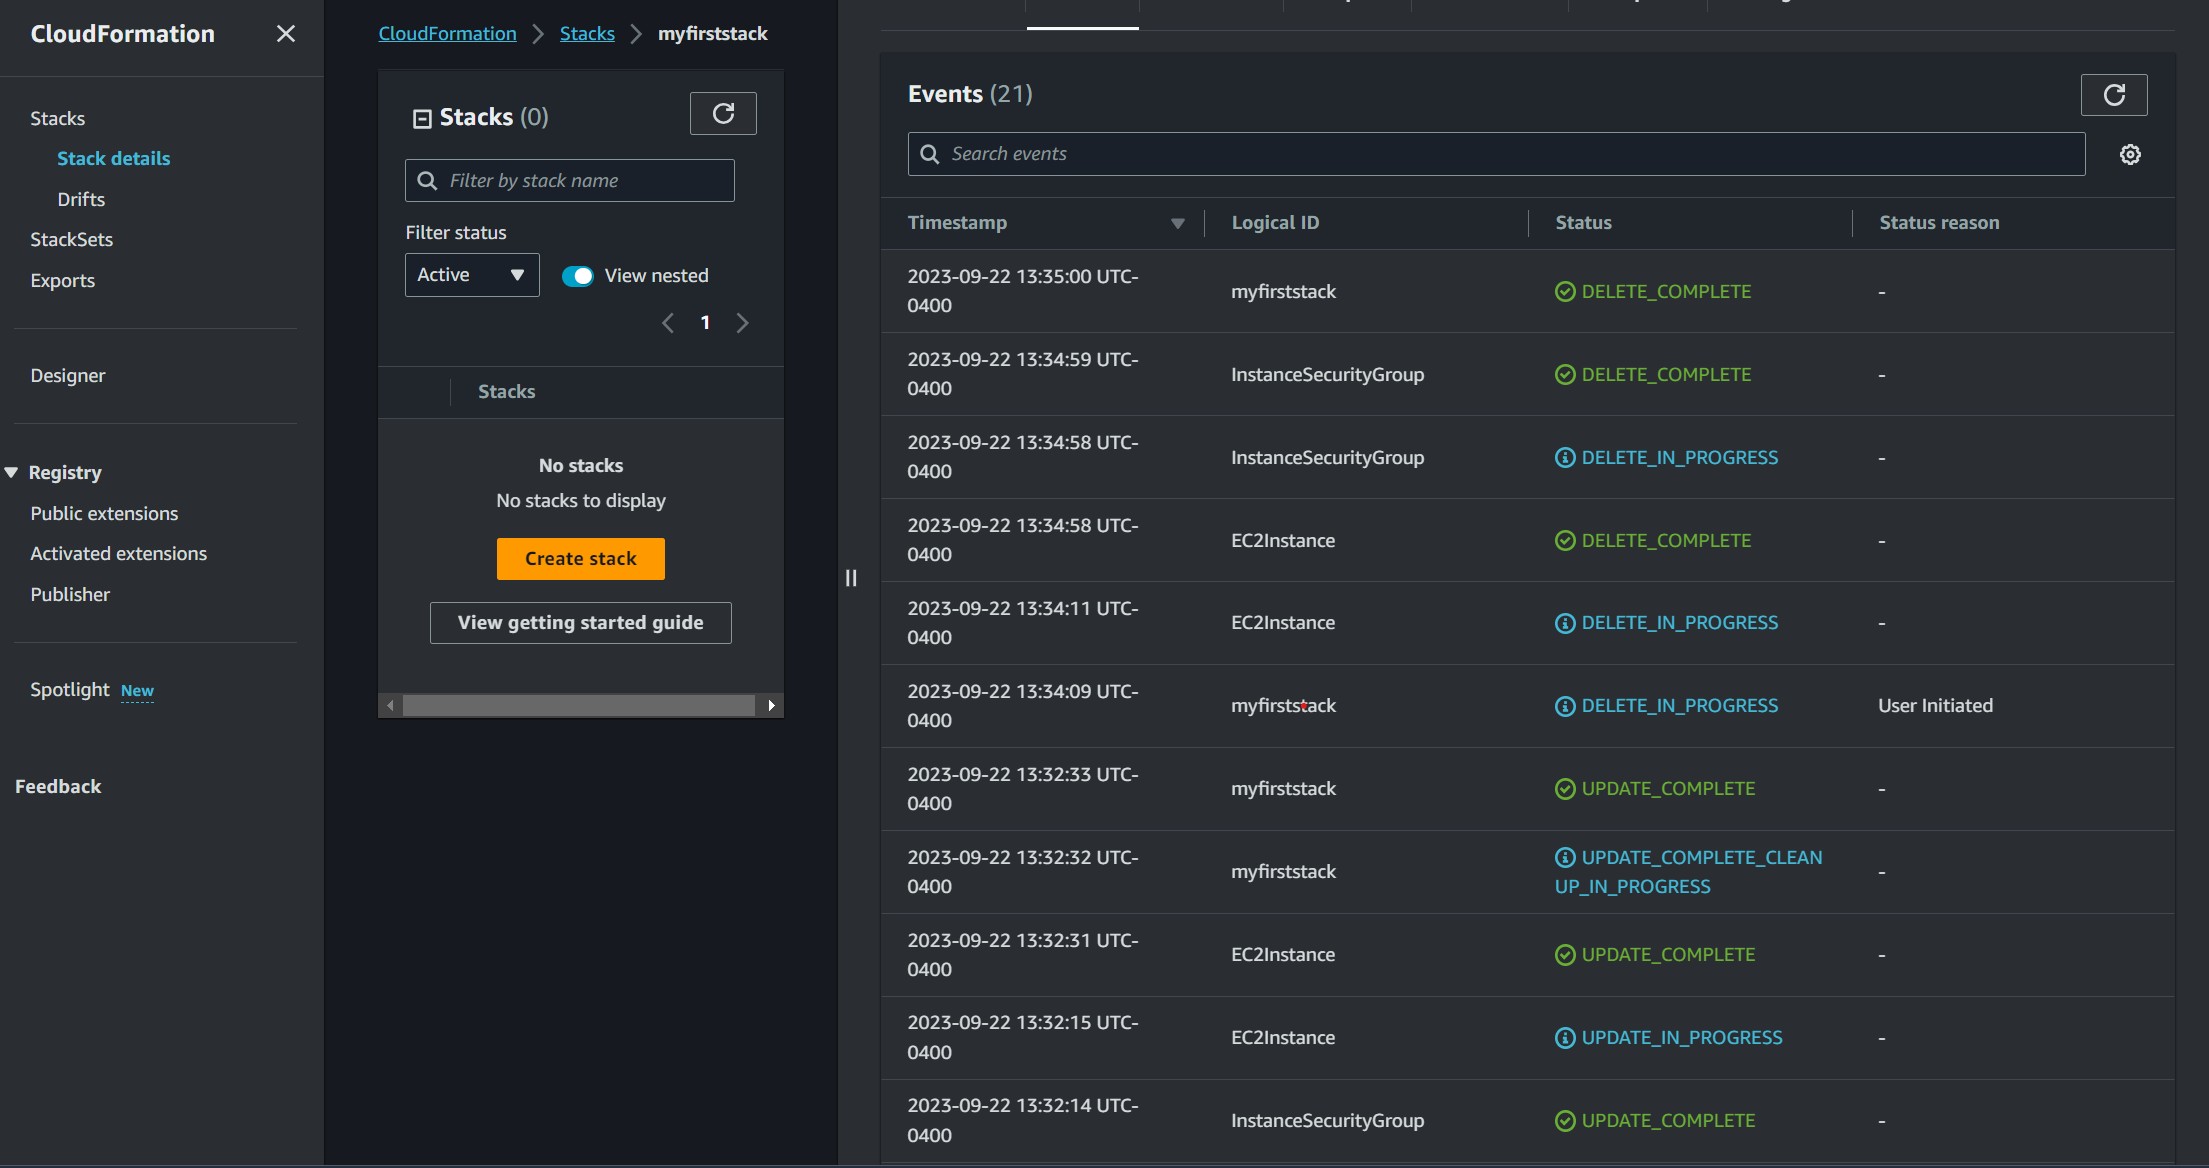 CloudFormation
Stacks
Stack details
Drifts
StackSets
Exports
Designer
Registry
Public extensions
Activated extensions
Publisher
Spotlight New
Feedback
CloudFormation Stacks myfirststack
Stacks (0)
Filter by stack name
Filter status
Active View nested
1
Stacks
No stacks
No stacks to display
Create stack
View getting started guide
Events (21)
Search events
Timestamp Logical ID Status Status reason
2023-09-22 13:35:00 UTC-
0400
myfirststack DELETE_COMPLETE -
2023-09-22 13:34:59 UTC-
0400
InstanceSecurityGroup DELETE_COMPLETE -
2023-09-22 13:34:58 UTC-
0400
InstanceSecurityGroup DELETE_IN_PROGRESS -
2023-09-22 13:34:58 UTC-
0400
EC2Instance DELETE_COMPLETE -
2023-09-22 13:34:11 UTC-
0400
EC2Instance DELETE_IN_PROGRESS -
2023-09-22 13:34:09 UTC-
0400
myfirststack DELETE_IN_PROGRESS User Initiated
2023-09-22 13:32:33 UTC-
0400
myfirststack UPDATE_COMPLETE -
2023-09-22 13:32:32 UTC-
0400
myfirststack UPDATE_COMPLETE_CLEAN
UP_IN_PROGRESS -
2023-09-22 13:32:31 UTC-
0400
EC2Instance UPDATE_COMPLETE -
2023-09-22 13:32:15 UTC-
0400
EC2Instance UPDATE_IN_PROGRESS -
2023-09-22 13:32:14 UTC-
0400
InstanceSecurityGroup UPDATE_COMPLETE -